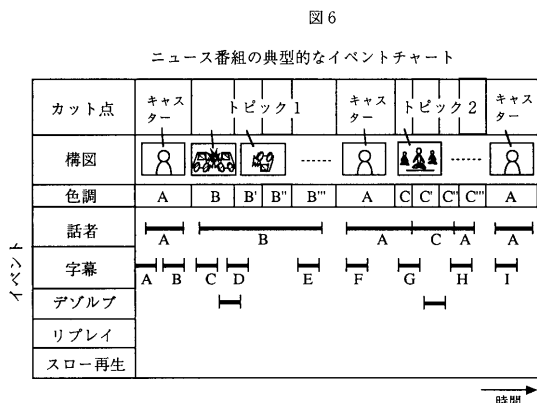 図6
ニュース番組の典型的なイベントチャート
カット点 キャスター トピック1 キャスター トピック2 キャスター
構図 ……… ………
色調 A B B' B'' B''' A C C' C'' C''' A
イベント
話者 A B A C A A
字幕 A B C D E F G H I
デゾルブ
リプレイ
スロー再生
時間